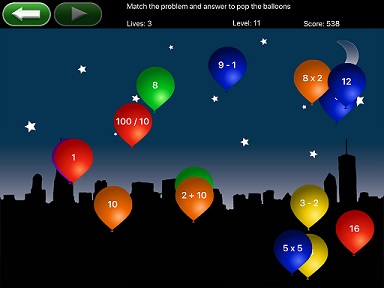 Match the problem and answer to pop the balloons
Lives: 3 Level: 11 Score: 538
9 - 1
8
8 x 2
12
100 / 10
1
10
2 + 10
3 - 2
16
5 x 5